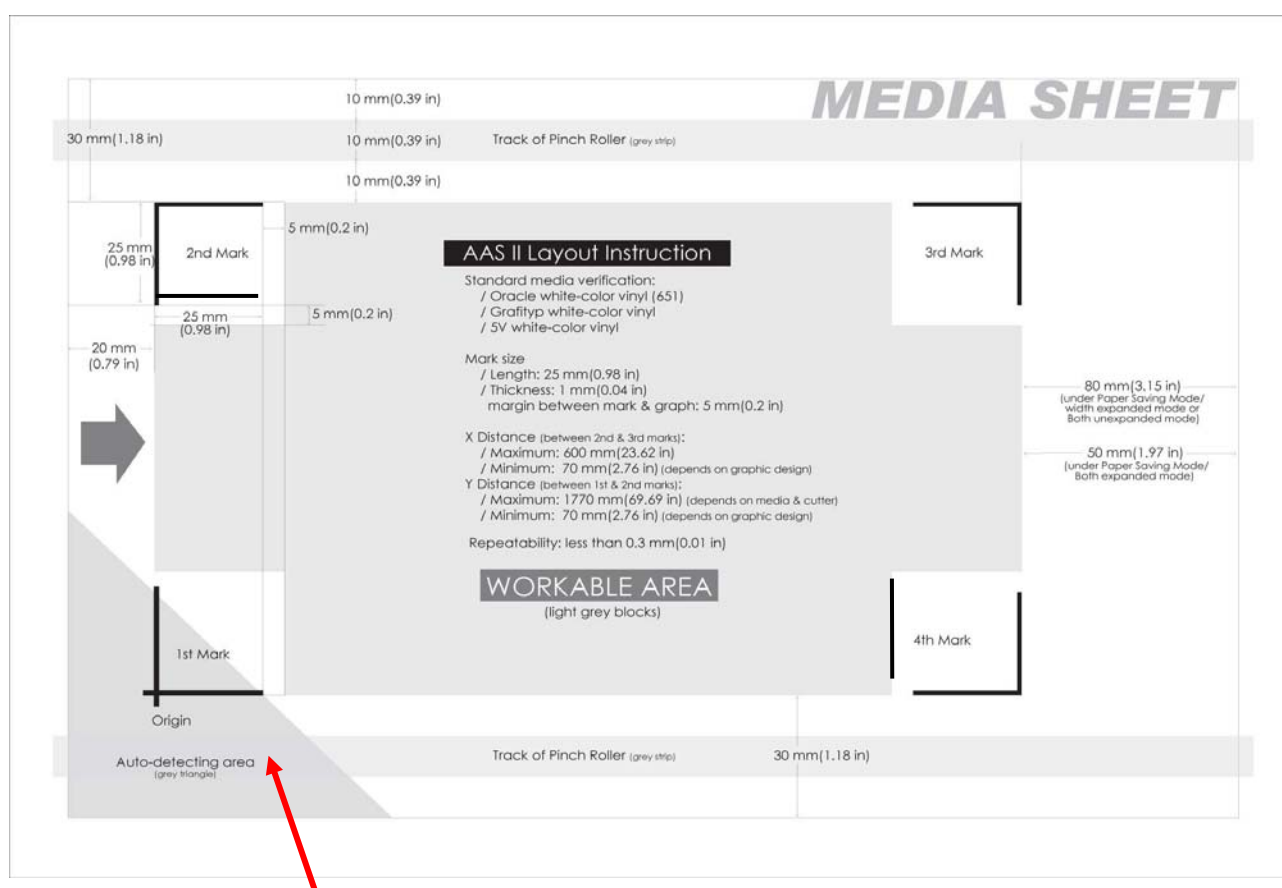 MEDIA SHEET
10 mm(0.39 in)
30 mm(1.18 in)
10 mm(0.39 in)
Track of Pinch Roller (grey strip)
10 mm(0.39 in)
5 mm(0.2 in)
25 mm
(0.98 in)
2nd Mark
25 mm
(0.98 in)
5 mm(0.2 in)
20 mm
(0.79 in)
AAS II Layout Instruction
Standard media verification:
/ Oracle white-color vinyl (651)
/ Grafityp white-color vinyl
/ 5V white-color vinyl
Mark size
/ Length: 25 mm(0.98 in)
/ Thickness: 1 mm(0.04 in)
margin between mark & graph: 5 mm(0.2 in)
X Distance (between 2nd & 3rd marks):
/ Maximum: 600 mm(23.62 in)
/ Minimum: 70 mm(2.76 in) (depends on graphic design)
Y Distance (between 1st & 2nd marks):
/ Maximum: 1770 mm(69.69 in) (depends on media & cutter)
/ Minimum: 70 mm(2.76 in) (depends on graphic design)
Repeatability: less than 0.3 mm(0.01 in)
WORKABLE AREA
(light grey blocks)
3rd Mark
80 mm(3.15 in)
(under Paper Saving Mode/
width expanded mode or
Both unexpanded mode)
50 mm(1.97 in)
(under Paper Saving Mode/
Both expanded mode)
1st Mark
4th Mark
Origin
Auto-detecting area
(grey triangle)
Track of Pinch Roller (grey strip)
30 mm(1.18 in)